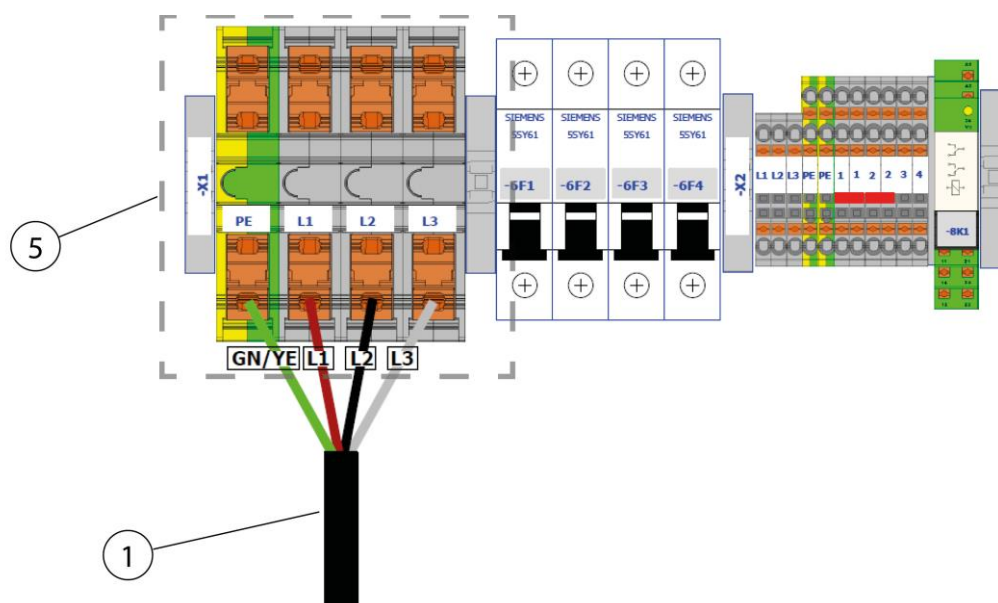 -X1
PE L1 L2 L3
GN/YE L1 L2 L3
5
1
SIEMENS SIEMENS SIEMENS SIEMENS
5SY61 5SY61 5SY61 5SY61
-6F1 -6F2 -6F3 -6F4
-X2
L1 L2 L3 PE PE 1 1 2 2 3 4
-8K1